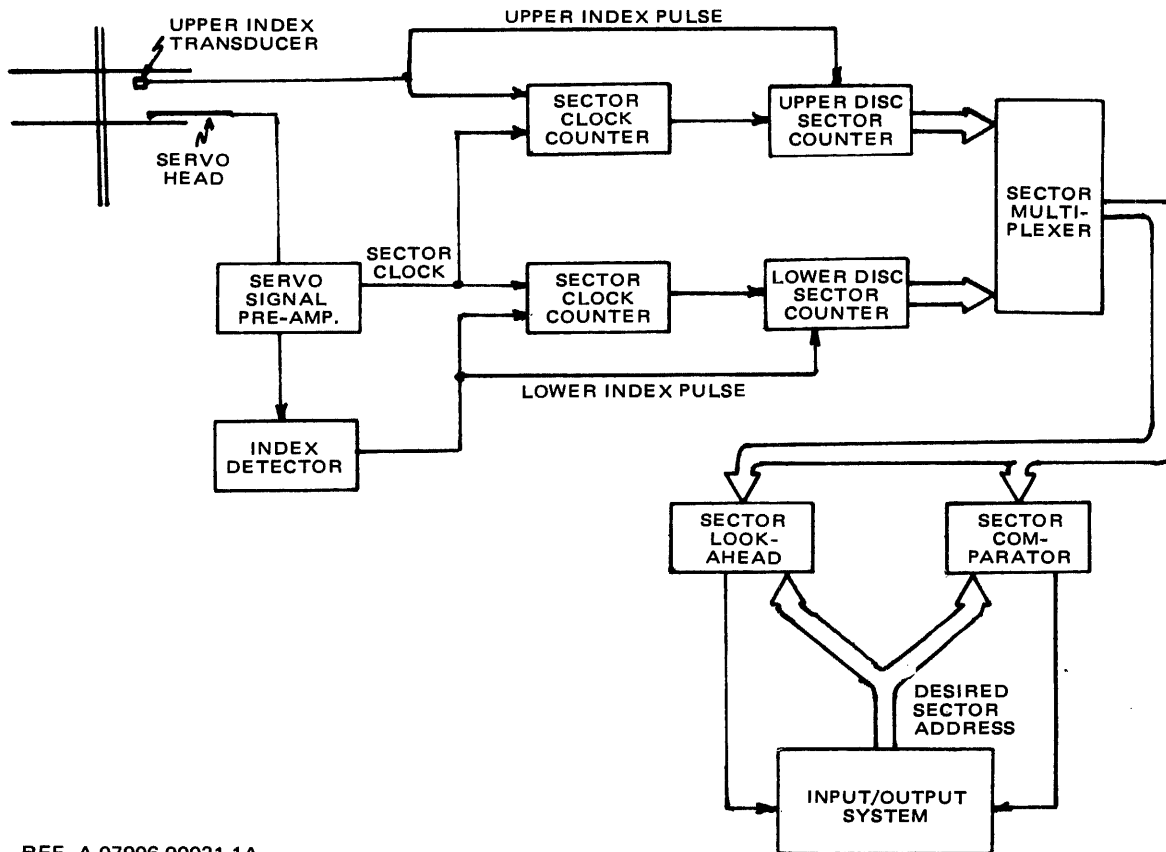 UPPER INDEX PULSE
UPPER INDEX
TRANSDUCER
SERVO
HEAD
SECTOR
CLOCK
COUNTER
UPPER DISC
SECTOR
COUNTER
SECTOR
MULTI-
PLEXER
SECTOR
CLOCK
SERVO
SIGNAL
PRE-AMP.
SECTOR
CLOCK
COUNTER
LOWER DISC
SECTOR
COUNTER
LOWER INDEX PULSE
INDEX
DETECTOR
SECTOR
LOOK-
AHEAD
SECTOR
COM-
PARATOR
DESIRED
SECTOR
ADDRESS
INPUT/OUTPUT
SYSTEM